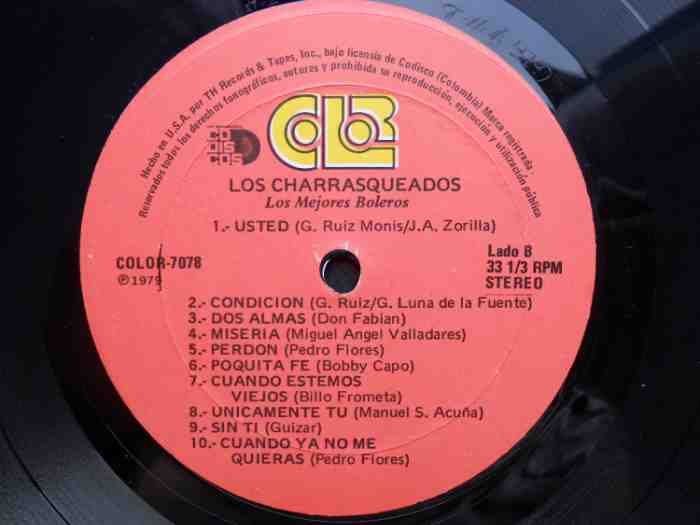 Hecho en U.S.A. por TH Records & Tapes, Inc., bajo licensia de Codisco (Colombia) Marca registrada.
Reservados todos los derechos fonográficos, autores y prohibida su reproducción, ejecución y utilización pública
CO
DIS
COS
COLOR
LOS CHARRASQUEADOS
Los Mejores Boleros
1.- USTED (G. Ruiz Monis/J.A. Zorilla)
COLOR-7078
℗ 1979
Lado B
33 1/3 RPM
STEREO
2.- CONDICION (G. Ruiz/G. Luna de la Fuente)
3.- DOS ALMAS (Don Fabian)
4.- MISERIA (Miguel Angel Valladares)
5.- PERDON (Pedro Flores)
6.- POQUITA FE (Bobby Capo)
7.- CUANDO ESTEMOS
VIEJOS (Billo Frometa)
8.- UNICAMENTE TU (Manuel S. Acuña)
9.- SIN TI (Guizar)
10.- CUANDO YA NO ME
QUIERAS (Pedro Flores)